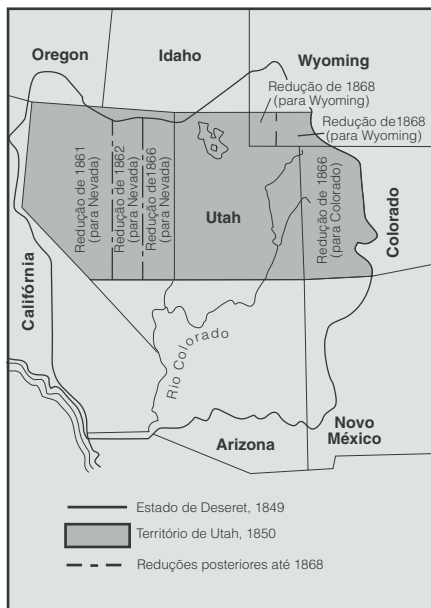 Oregon
Idaho
Wyoming
Redução de 1868
(para Wyoming)
Redução de1868
(para Wyoming)
Redução de 1861
(para Nevada)
Redução de 1862
(para Nevada)
Redução de1866
(para Nevada)
Utah
Redução de 1866
(para Colorado)
Colorado
Califórnia
Rio Colorado
Arizona
Novo
México
Estado de Deseret, 1849
Território de Utah, 1850
Reduções posteriores até 1868